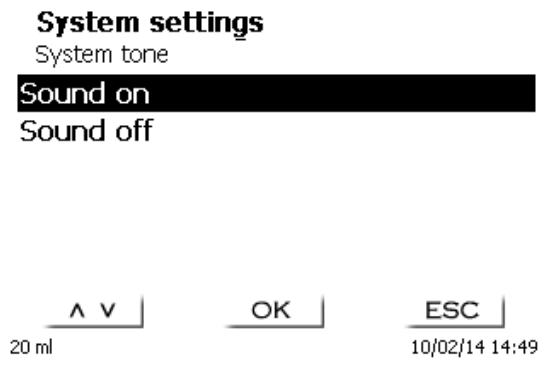 System settings
System tone
Sound on
Sound off
∧ ∨ OK ESC
20 ml 10/02/14 14:49